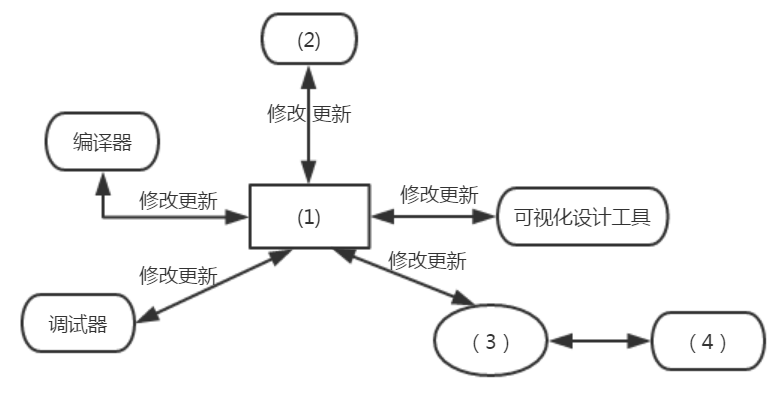 (2)
修改 更新
编译器
修改更新
(1)
修改更新
可视化设计工具
修改更新
修改更新
调试器
（3）
（4）